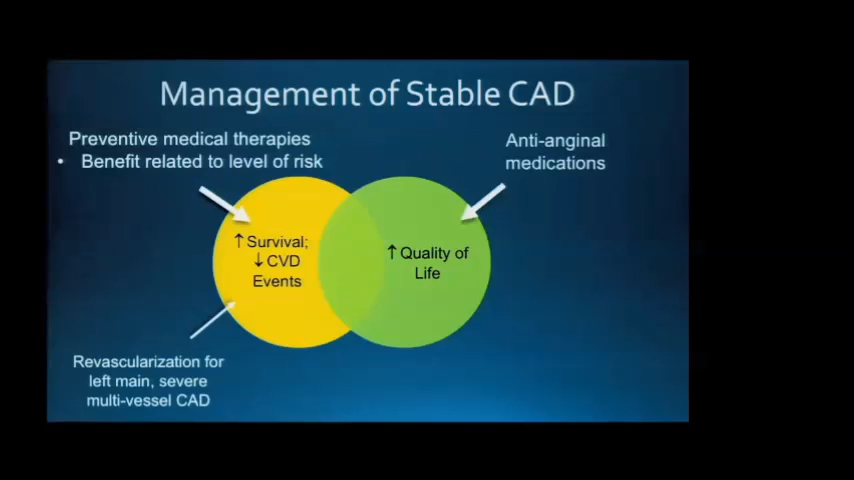 Management of Stable CAD
Preventive medical therapies
• Benefit related to level of risk
Anti-anginal
medications
↑Survival;
↓CVD
Events
↑Quality of
Life
Revascularization for
left main, severe
multi-vessel CAD